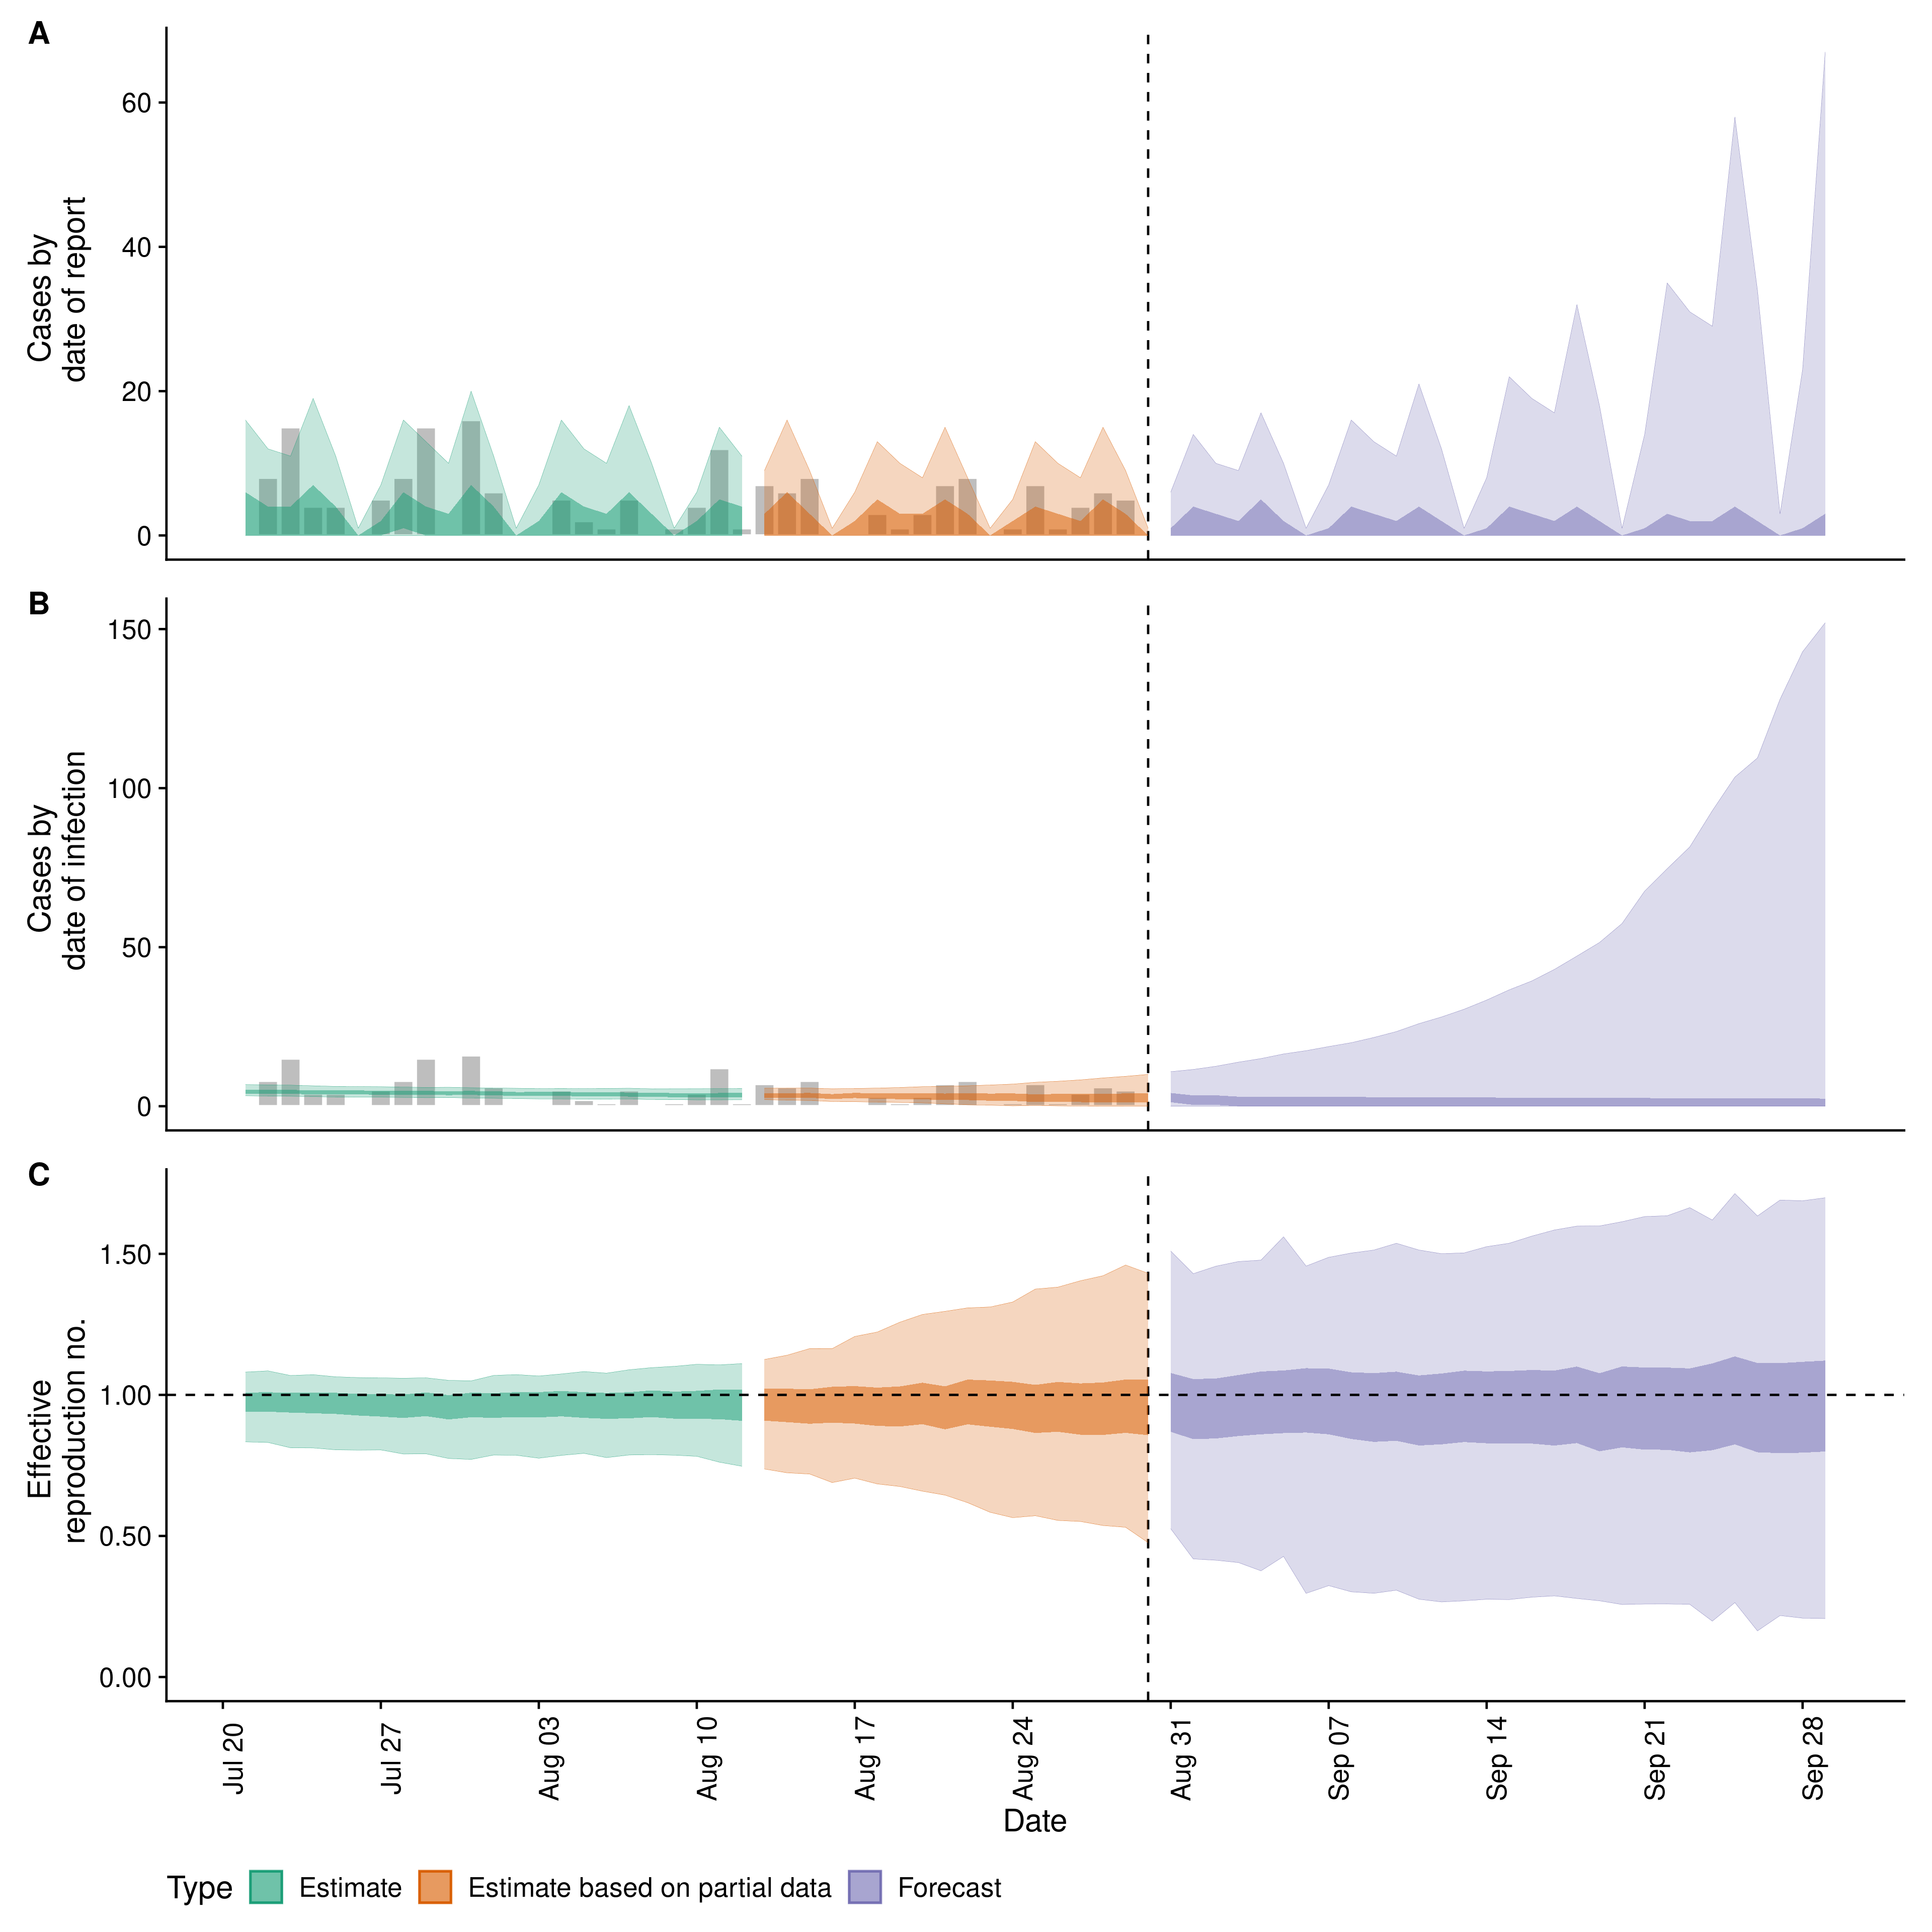 A
Cases by
date of report
60
40
20
0
B
Cases by
date of infection
150
100
50
0
C
Effective
reproduction no.
1.50
1.00
0.50
0.00
Jul 20
Jul 27
Aug 03
Aug 10
Aug 17
Aug 24
Aug 31
Sep 07
Sep 14
Sep 21
Sep 28
Date
Type Estimate Estimate based on partial data Forecast